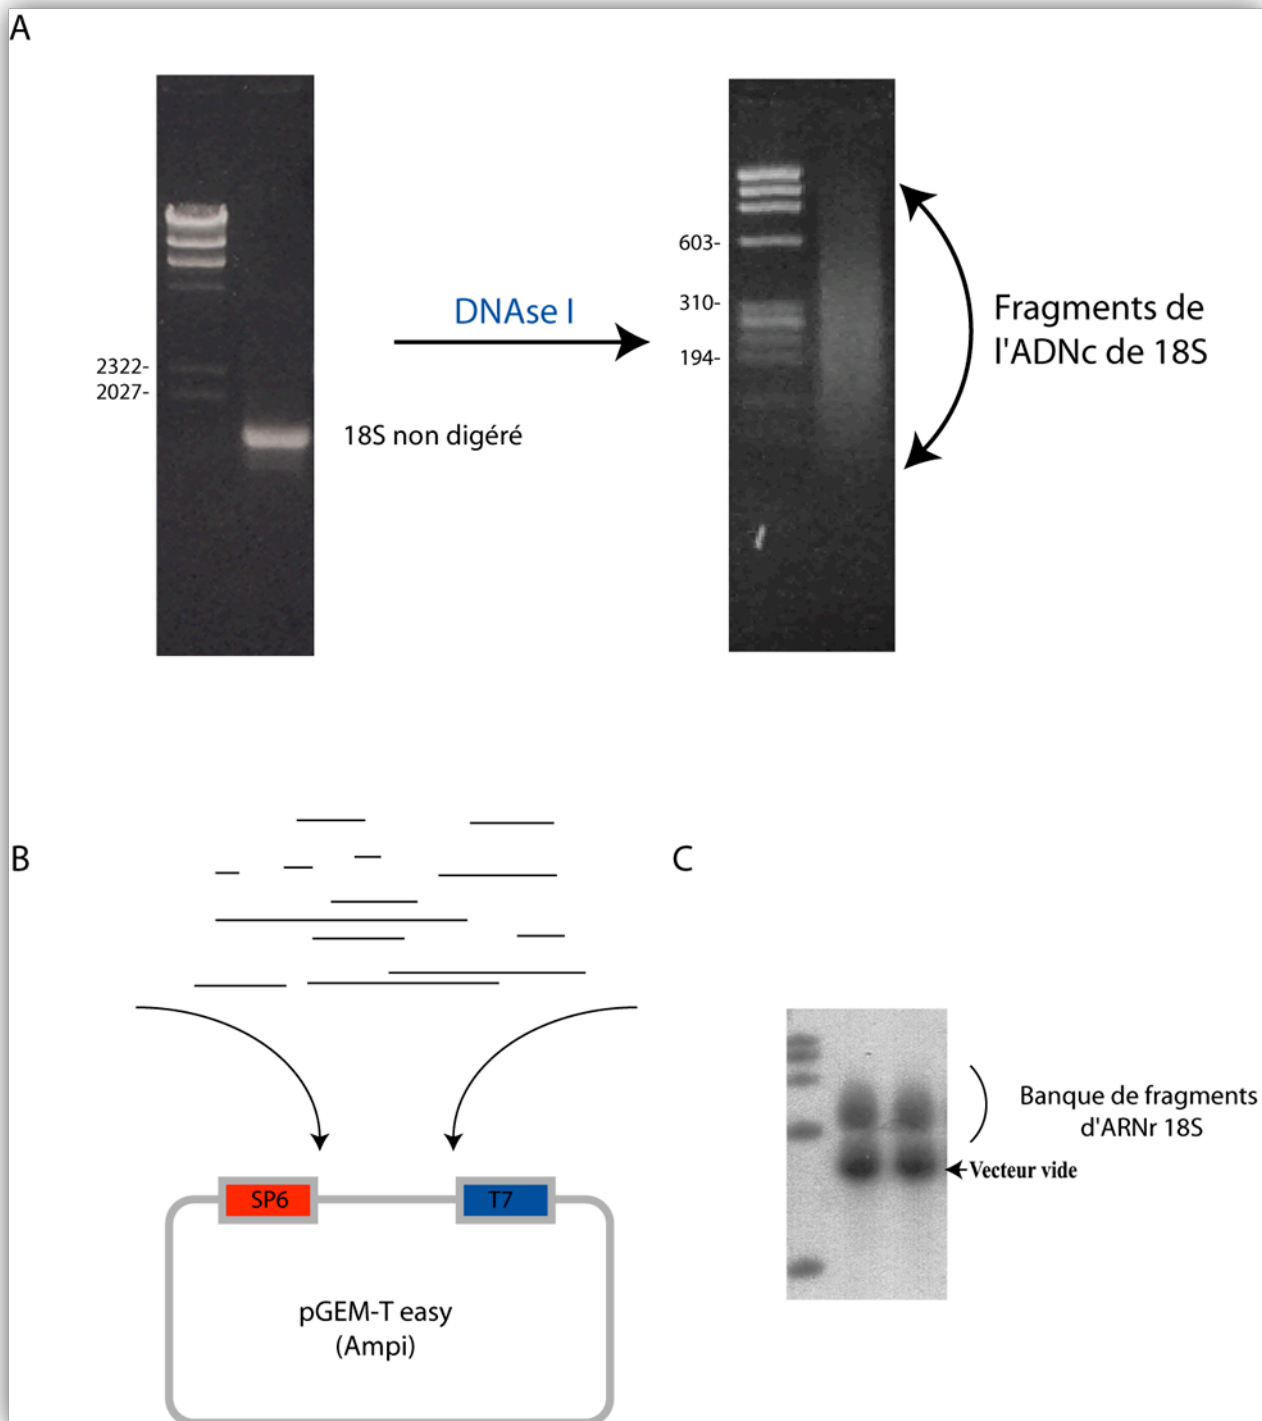 A
2322-
2027-
18S non digéré
DNAse I
603-
310-
194-
Fragments de
l'ADNc de 18S
B
SP6
T7
pGEM-T easy
(Ampi)
C
Banque de fragments
d'ARNr 18S
Vecteur vide